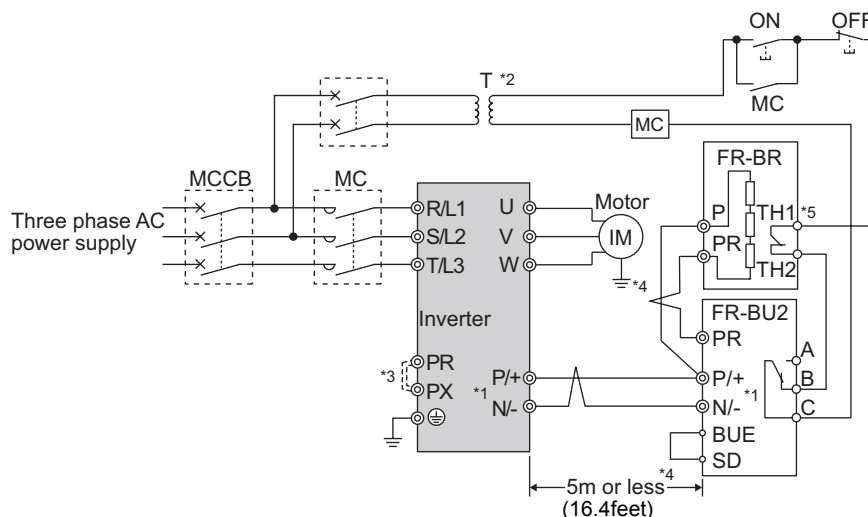 ON
OFF
T *2
MC
MC
FR-BR
MCCB
MC
Three phase AC
power supply
R/L1
S/L2
T/L3
U
V
W
Motor
IM
*4
P
PR
TH1 *5
TH2
FR-BU2
Inverter
PR
PX
*3
*1
P/+
N/-
PR
P/+
N/-
*1
BUE
SD
A
B
C
5m or less *4
(16.4feet)